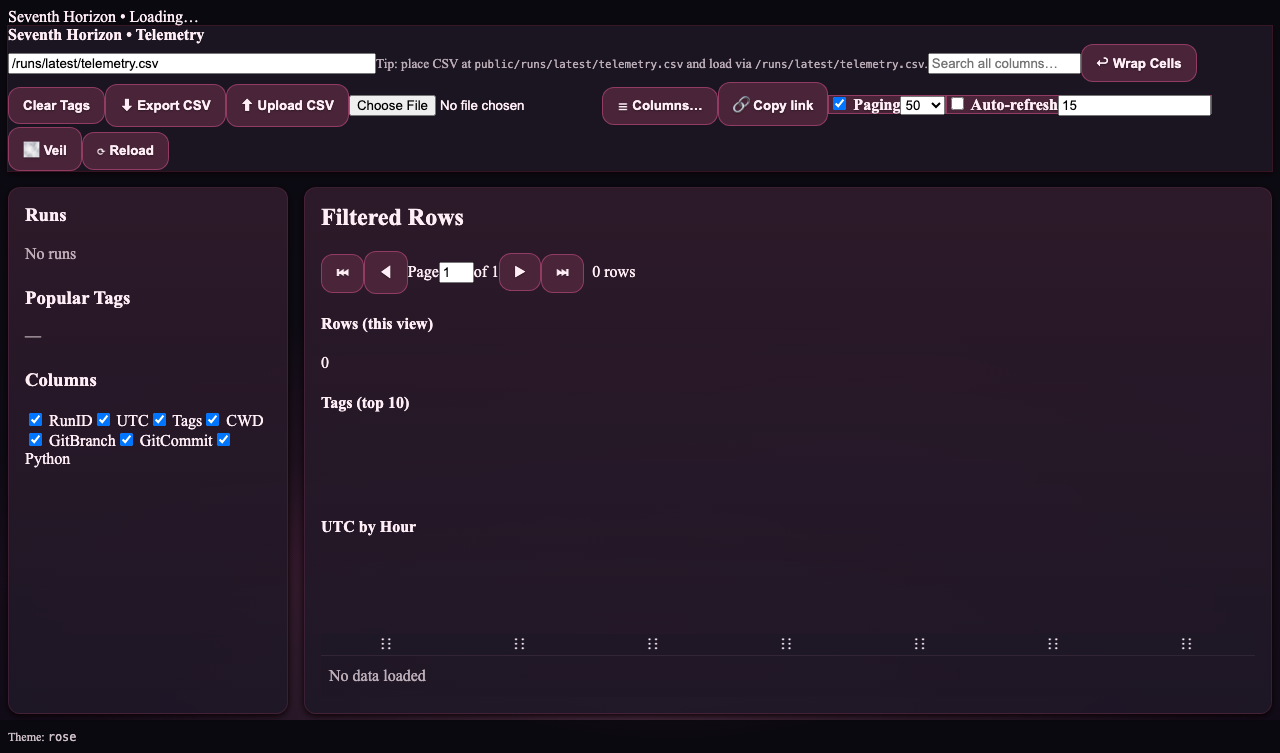 Seventh Horizon • Loading…
Seventh Horizon • Telemetry
/runs/latest/telemetry.csv Tip: place CSV at public/runs/latest/telemetry.csv and load via /runs/latest/telemetry.csv. Search all columns… ↩ Wrap Cells
Clear Tags ⬇ Export CSV ⬆ Upload CSV Choose File No file chosen ≡ Columns… 🔗 Copy link Paging 50 Auto-refresh 15
Veil ⟳ Reload
Runs
No runs
Popular Tags
—
Columns
RunID UTC Tags CWD
GitBranch GitCommit
Python
Filtered Rows
⏮ ◀ Page 1 of 1 ▶ ⏭ 0 rows
Rows (this view)
0
Tags (top 10)
UTC by Hour
No data loaded
Theme: rose